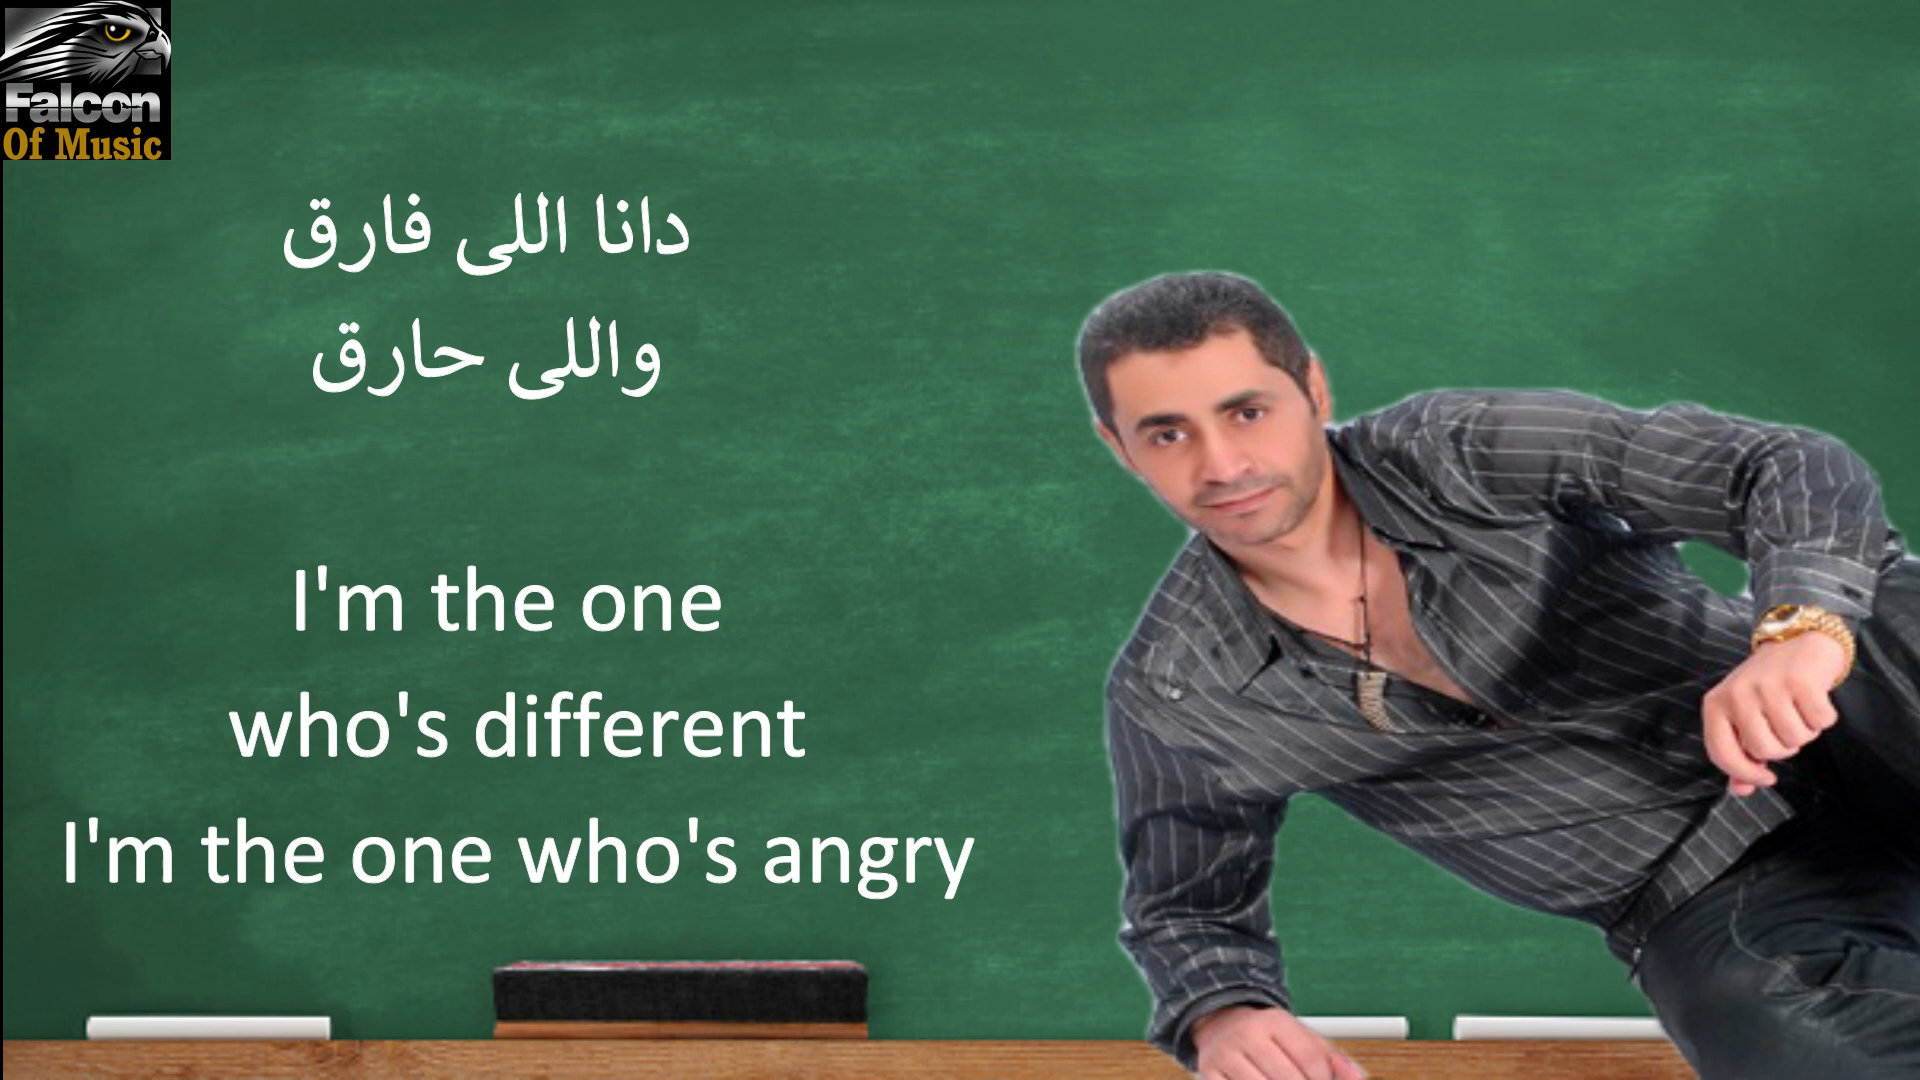 Falcon
Of Music
دانا اللى فارق
واللى حارق
I'm the one
who's different
I'm the one who's angry